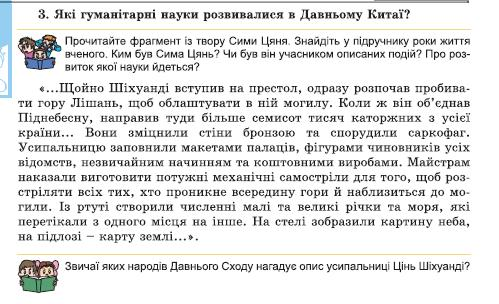 3. Які гуманітарні науки розвивалися в Давньому Китаї?
Прочитайте фрагмент із твору Сими Цяня. Знайдіть у підручнику роки життя
вченого. Ким був Сима Цянь? Чи був він учасником описаних подій? Про роз-
виток якої науки йдеться?
«...Щойно Шіхуанді вступив на престол, одразу розпочав пробива-
ти гору Лішань, щоб облаштувати в ній могилу. Коли ж він об'єднав
Піднебесну, направив туди більше семисот тисяч каторжних з усієї
країни... Вони зміцнили стіни бронзою та спорудили саркофаг.
Усипальницю заповнили макетами палаців, фігурами чиновників усіх
відомств, незвичайним начинням та коштовними виробами. Майстрам
наказали виготовити потужні механічні самостріли для того, щоб роз-
стріляти всіх тих, хто проникне всередину гори й наблизиться до мо-
гили. Із ртуті створили численні малі та великі річки та моря, які
перетікали з одного місця на інше. На стелі зобразили картину неба,
на підлозі – карту землі...».
Звичаї яких народів Давнього Сходу нагадує опис усипальниці Цінь Шіхуанді?